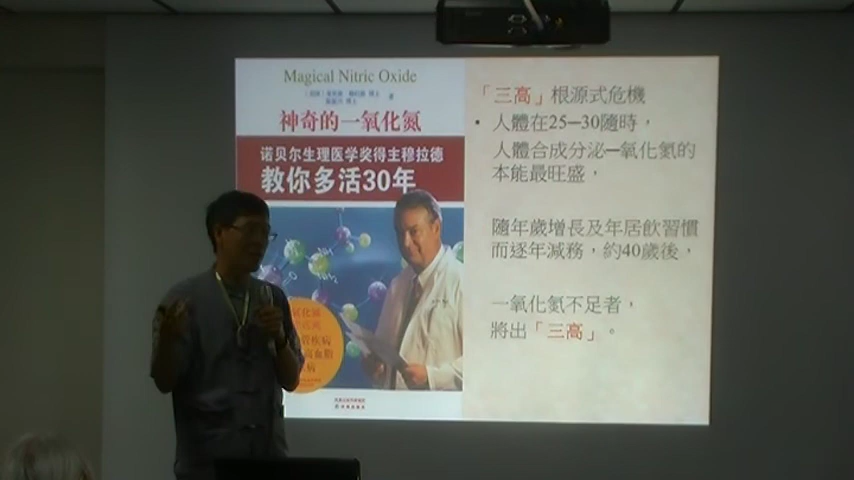 Magical Nitric Oxide
神奇的一氧化氮
诺贝尔生理医学奖得主穆拉德
教你多活30年
「三高」根源式危機
• 人體在25─30隨時，
人體合成分泌一氧化氮的
本能最旺盛，
隨年歲增長及年居飲習慣
而逐年減務，約40歲後，
一氧化氮不足者，
將出「三高」。